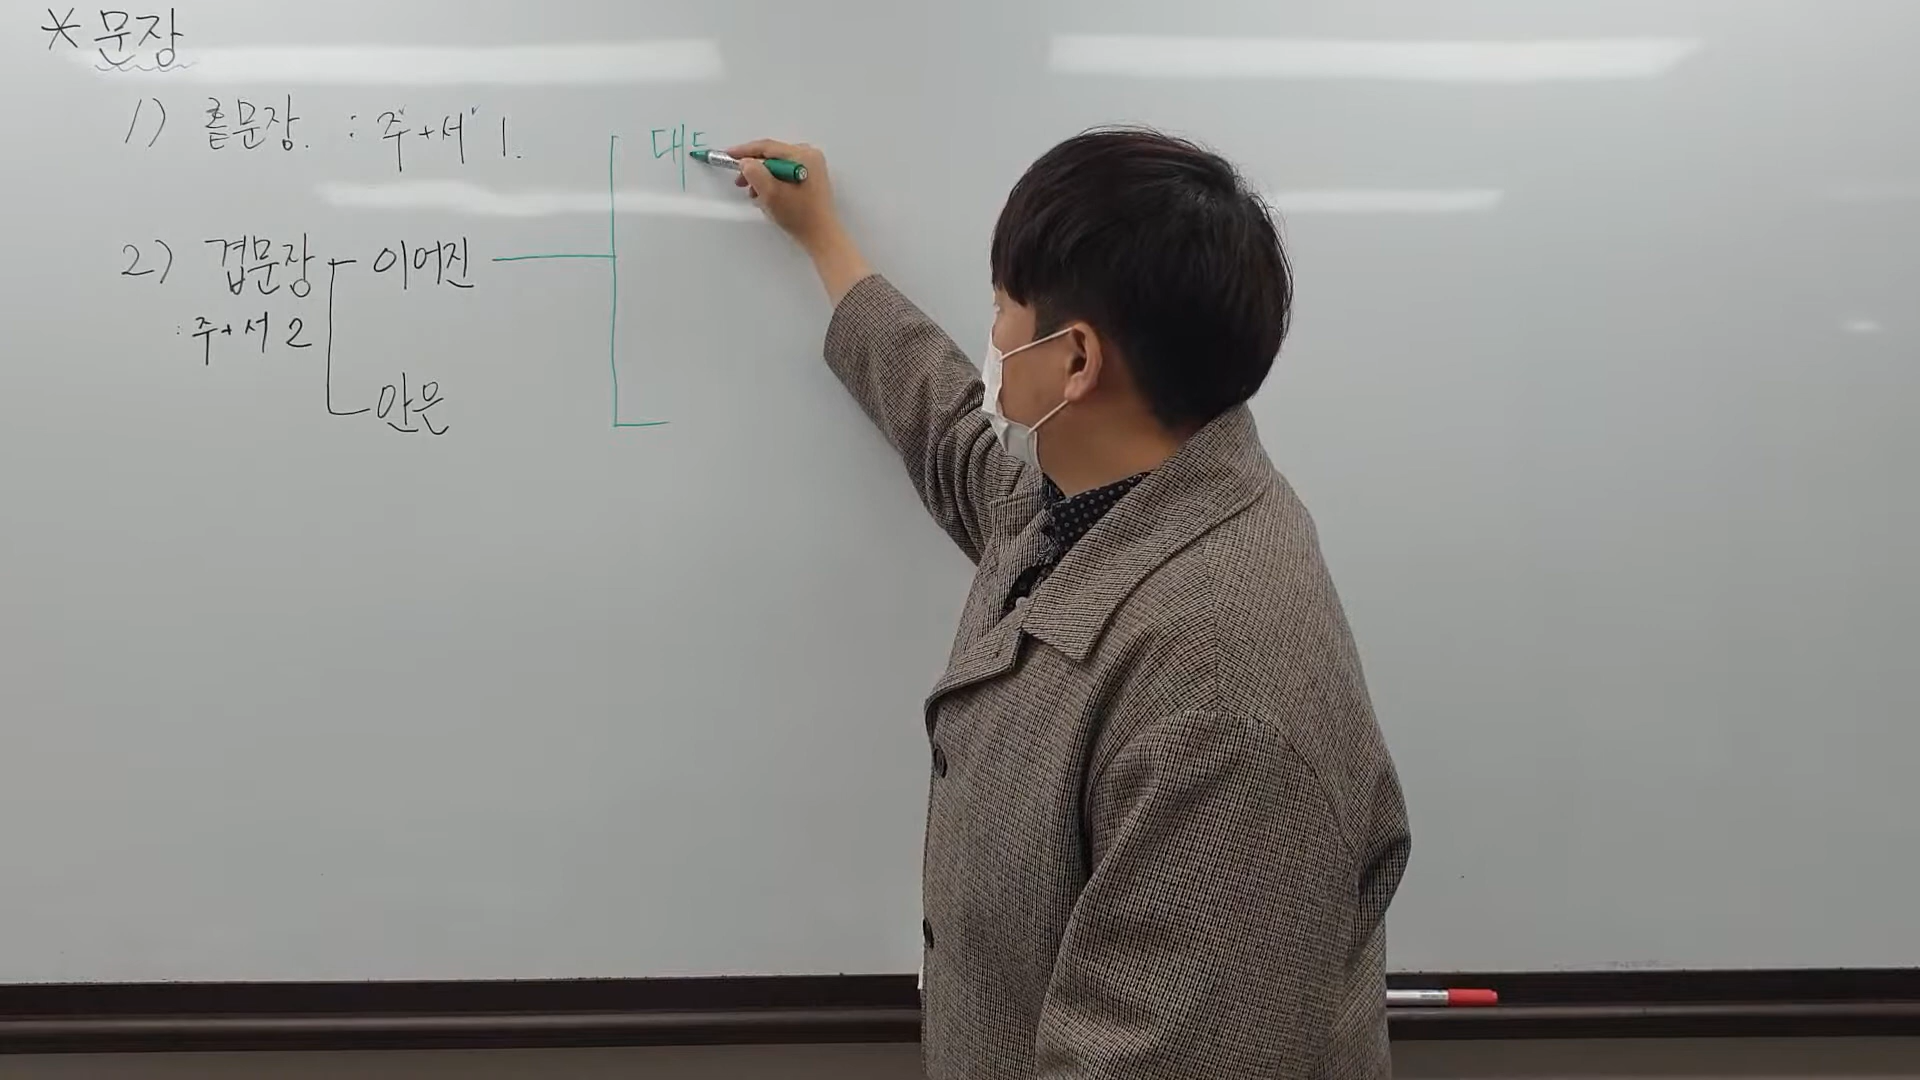 * 문장
1) 홑문장. : 주+서 1.
2) 겹문장 이어진
: 주+서 2
안은
대